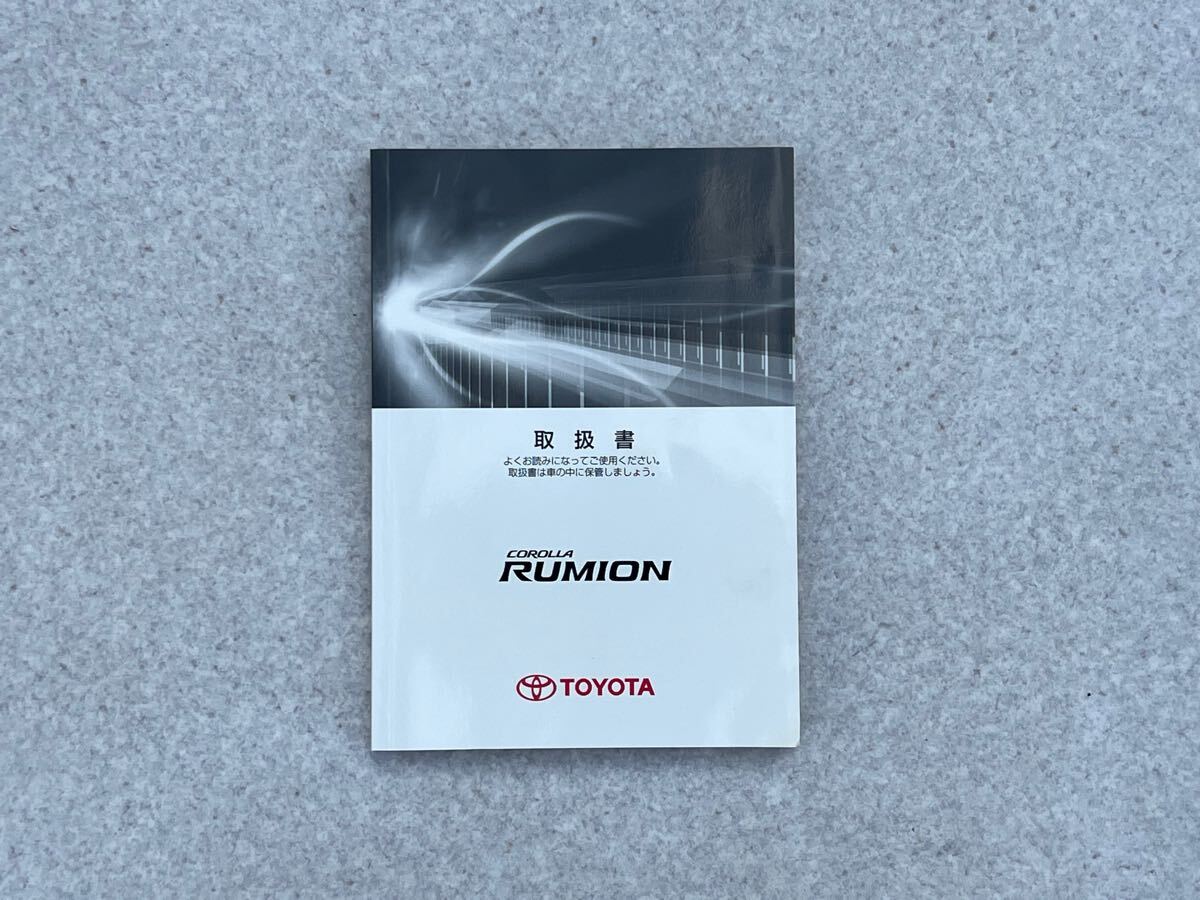 取扱書
よくお読みになってご使用ください。
取扱書は車の中に保管しましょう。
COROLLA
RUMION
TOYOTA